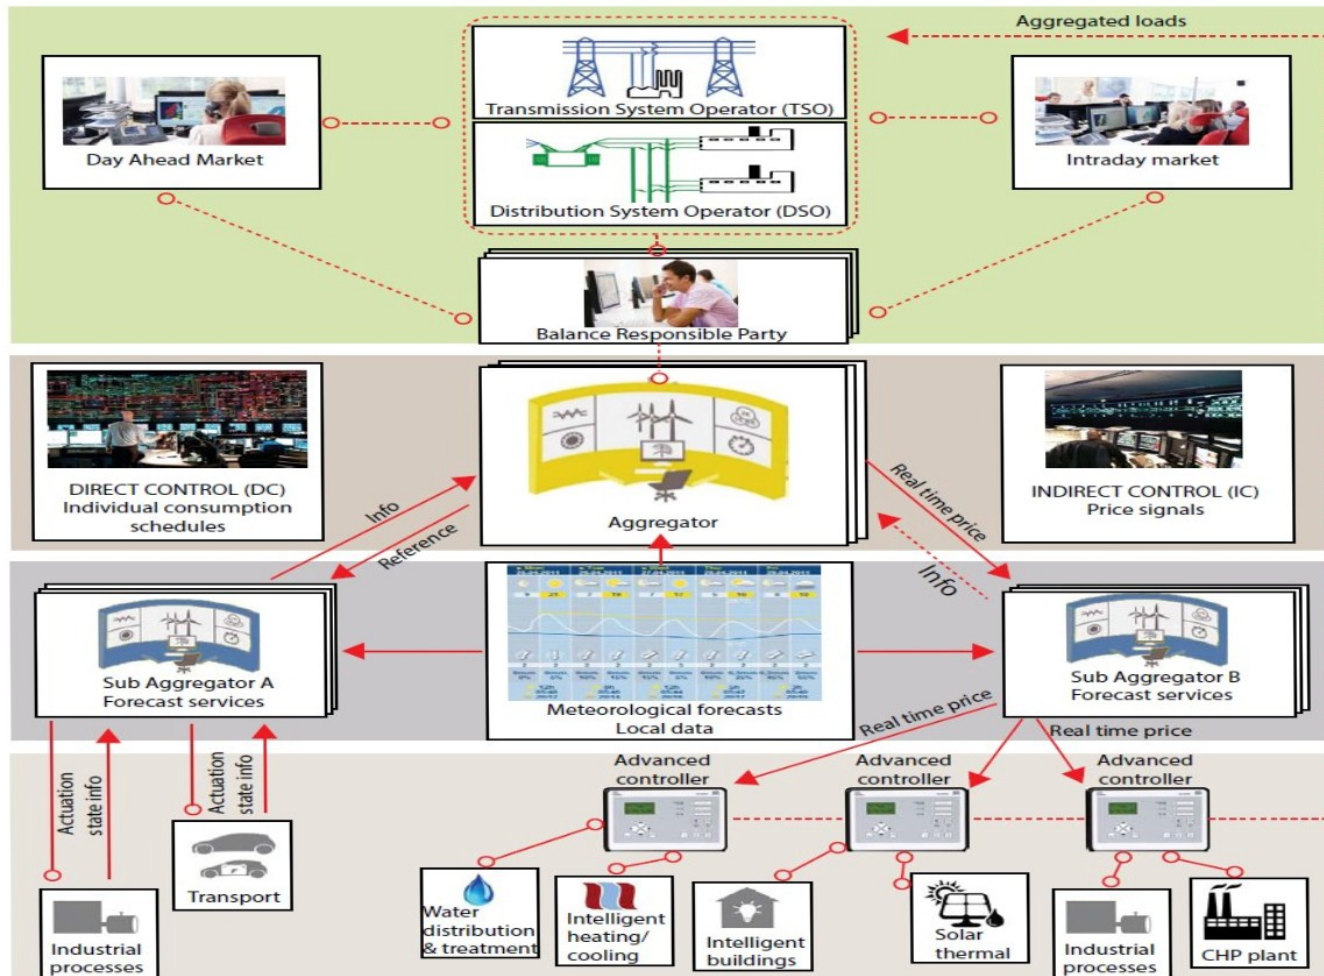 Aggregated loads
Transmission System Operator (TSO)
Day Ahead Market
Intraday market
Distribution System Operator (DSO)
Balance Responsible Party
DIRECT CONTROL (DC)
Individual consumption
schedules
Info
Reference
Aggregator
Real time price
Info
INDIRECT CONTROL (IC)
Price signals
Sub Aggregator A
Forecast services
Meteorological forecasts
Local data
Sub Aggregator B
Forecast services
Real time price
Real time price
Actuation
state info
Actuation
state info
Advanced
controller
Advanced
controller
Advanced
controller
Transport
Industrial
processes
Water
distribution
& treatment
Intelligent
heating/
cooling
Intelligent
buildings
Solar
thermal
Industrial
processes
CHP plant